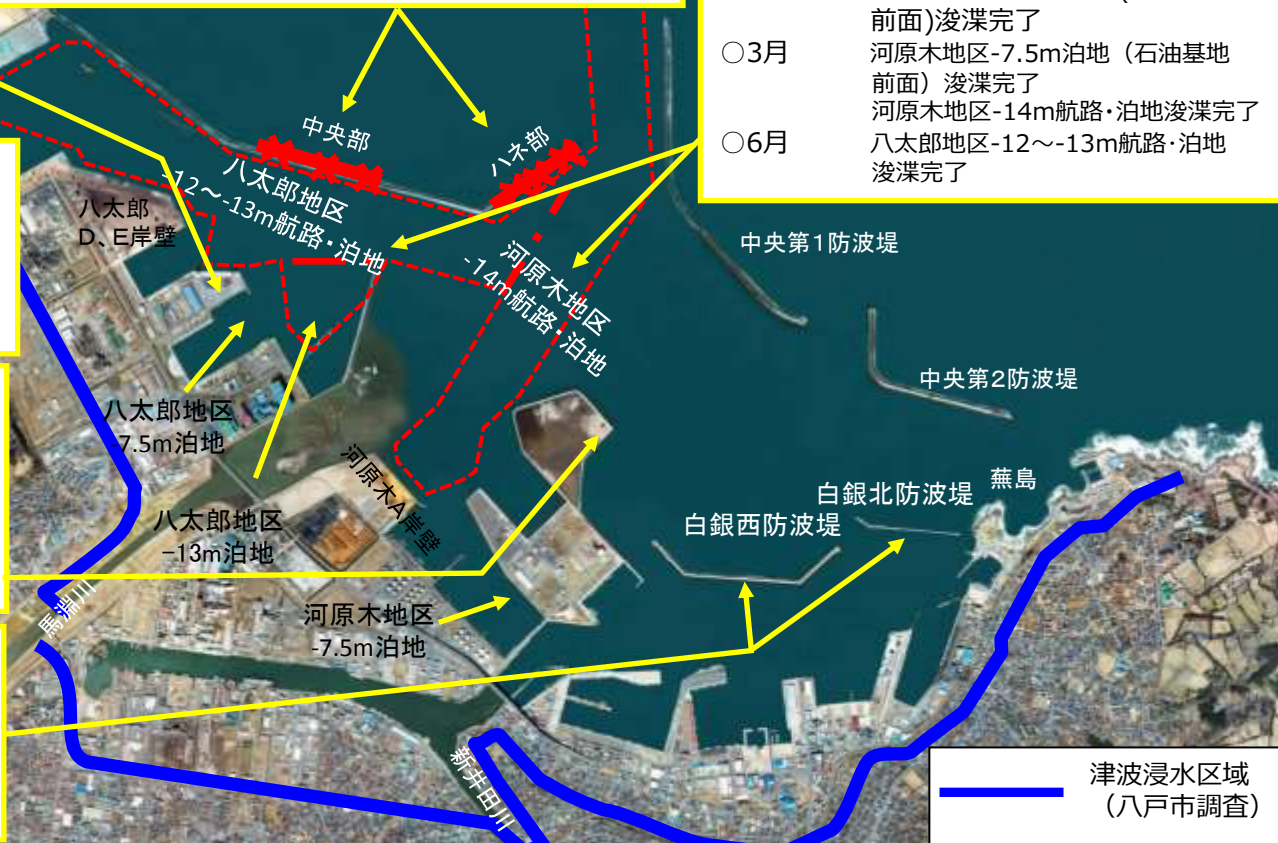 前面)浚渫完了
○3月 河原木地区-7.5m泊地（石油基地
前面）浚渫完了
河原木地区-14m航路・泊地浚渫完了
○6月 八太郎地区-12～-13m航路・泊地
浚渫完了
中央部
ハネ部
八太郎地区
-12～-13m航路・泊地
八太郎
D、E岸壁
河原木地区
-14m航路・泊地
中央第1防波堤
中央第2防波堤
八太郎地区
-7.5m泊地
河原木A岸壁
八太郎地区
-13m泊地
白銀北防波堤
蕪島
白銀西防波堤
馬淵川
河原木地区
-7.5m泊地
新井田川
津波浸水区域
（八戸市調査）